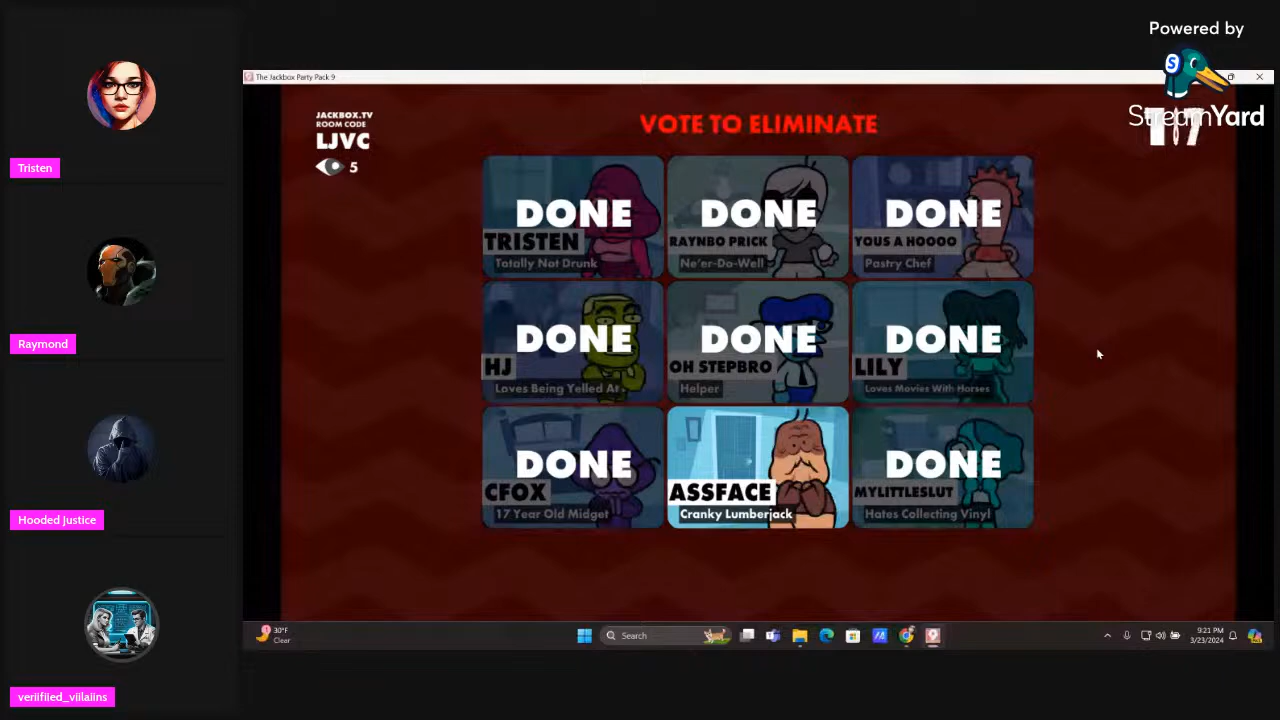 Powered by
StreamYard
The Jackbox Party Pack 9
JACKBOX.TV
ROOM CODE
LJVC
5
VOTE TO ELIMINATE
DONE
TRISTEN
Totally Not Drunk
DONE
RAYNBO PRICK
Ne'er-Do-Well
DONE
YOUS A HOOOO
Pastry Chef
DONE
HJ
Loves Being Yelled At
DONE
OH STEPBRO
Helper
DONE
LILY
Loves Movies With Horses
DONE
CFOX
17 Year Old Midget
ASSFACE
Cranky Lumberjack
DONE
MYLITTLESLUT
Hates Collecting Vinyl
Tristen
Raymond
Hooded Justice
veriifiied_viilaiins
30°F
Clear
Search
9:21 PM
3/23/2024